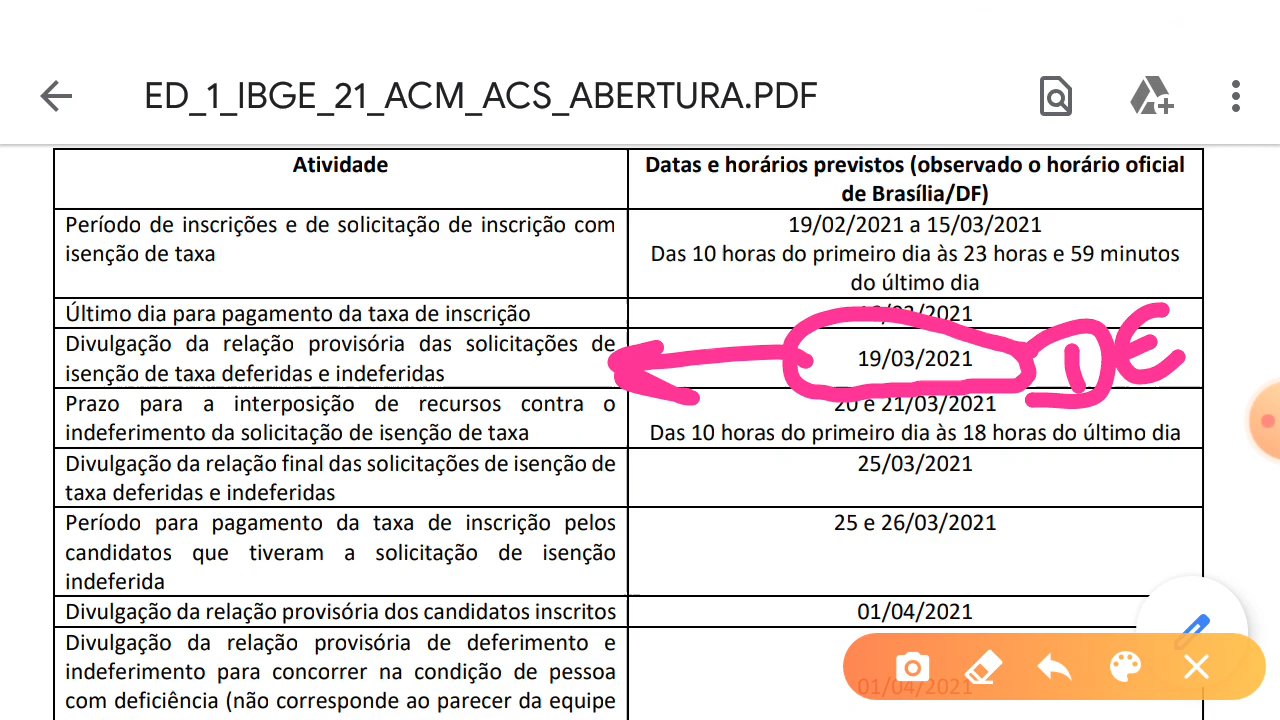 ED_1_IBGE_21_ACM_ACS_ABERTURA.PDF
Atividade
Datas e horários previstos (observado o horário oficial
de Brasília/DF)
Período de inscrições e de solicitação de inscrição com
isenção de taxa
19/02/2021 a 15/03/2021
Das 10 horas do primeiro dia às 23 horas e 59 minutos
do último dia
Último dia para pagamento da taxa de inscrição
2021
Divulgação da relação provisória das solicitações de
isenção de taxa deferidas e indeferidas
19/03/2021
DE
Prazo para a interposição de recursos contra o
indeferimento da solicitação de isenção de taxa
20 e 21/03/2021
Das 10 horas do primeiro dia às 18 horas do último dia
Divulgação da relação final das solicitações de isenção de
taxa deferidas e indeferidas
25/03/2021
Período para pagamento da taxa de inscrição pelos
candidatos que tiveram a solicitação de isenção
indeferida
25 e 26/03/2021
Divulgação da relação provisória dos candidatos inscritos
01/04/2021
Divulgação da relação provisória de deferimento e
indeferimento para concorrer na condição de pessoa
com deficiência (não corresponde ao parecer da equipe
01/04/2021